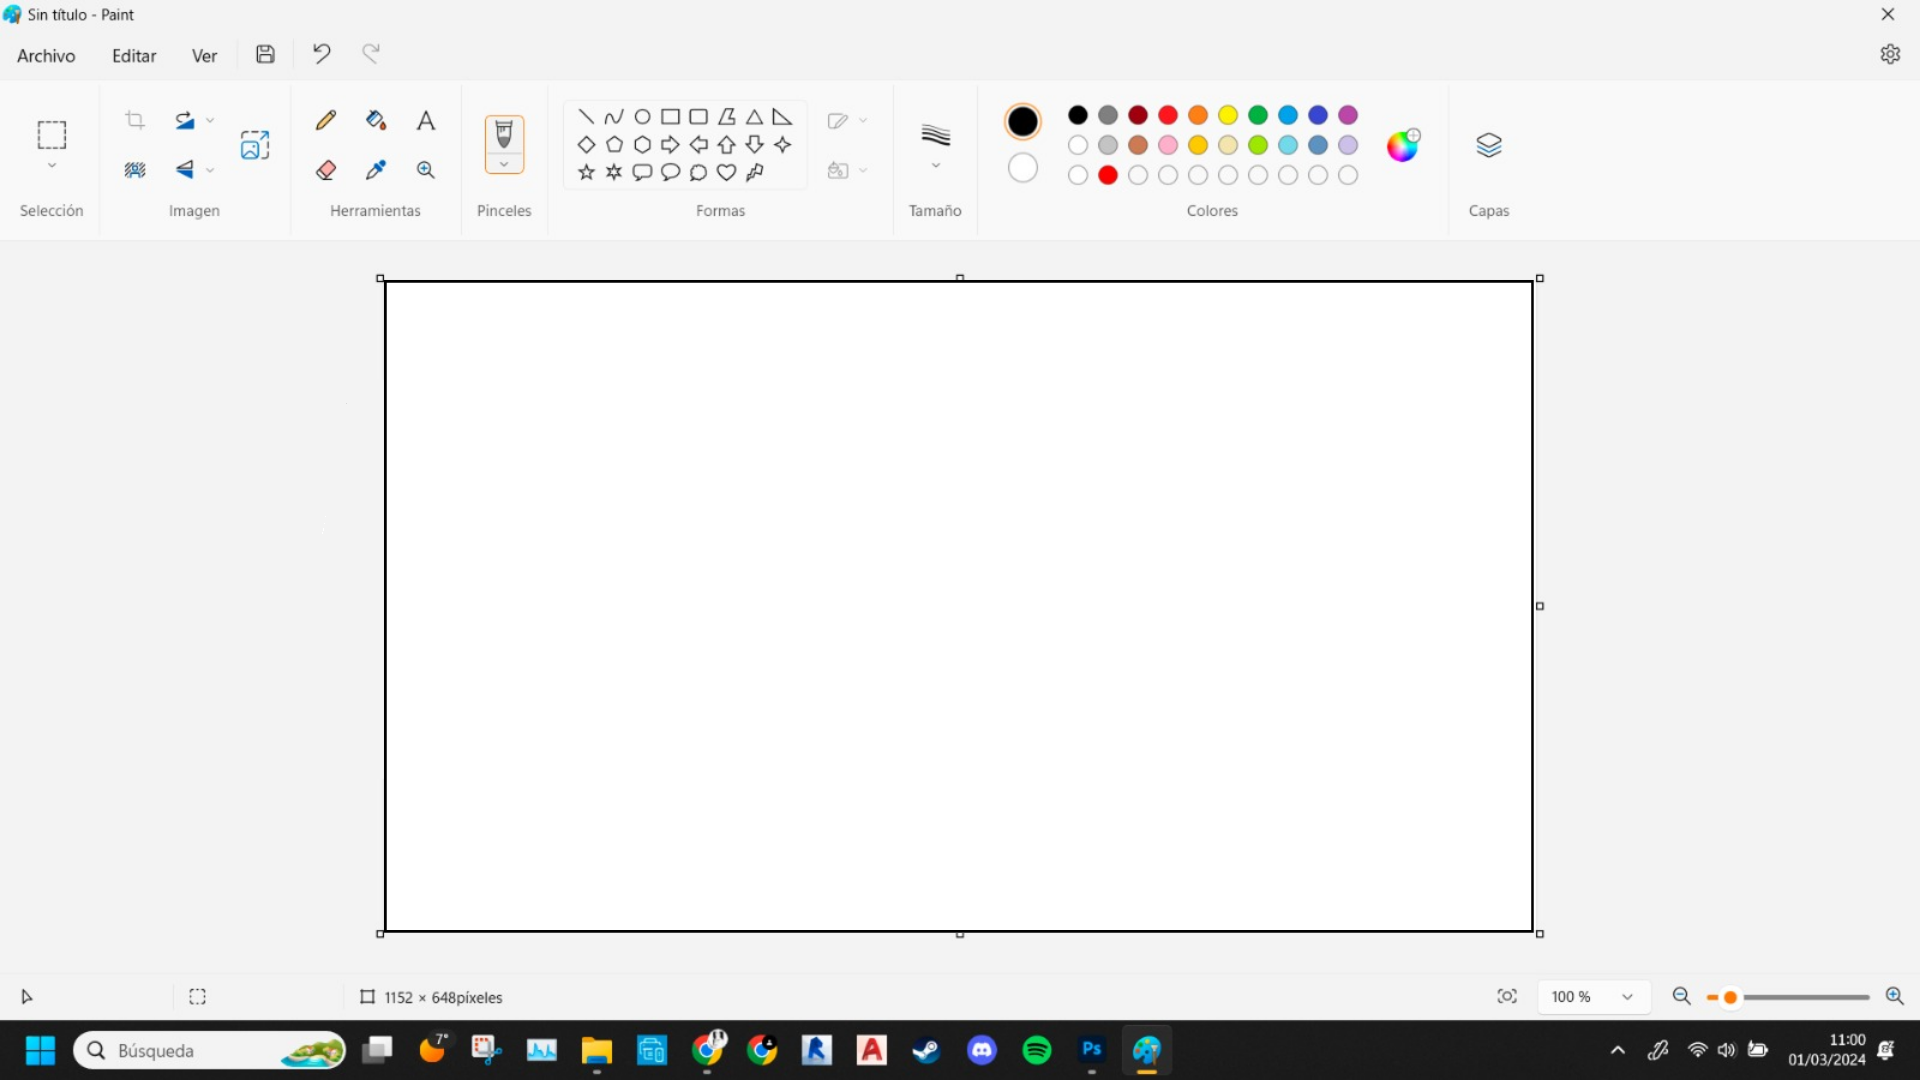 Sin título - Paint
Archivo Editar Ver
A
Selección Imagen Herramientas Pinceles Formas Tamaño Colores Capas
1152 × 648píxeles 100 %
Búsqueda 7° Ps 11:00
01/03/2024